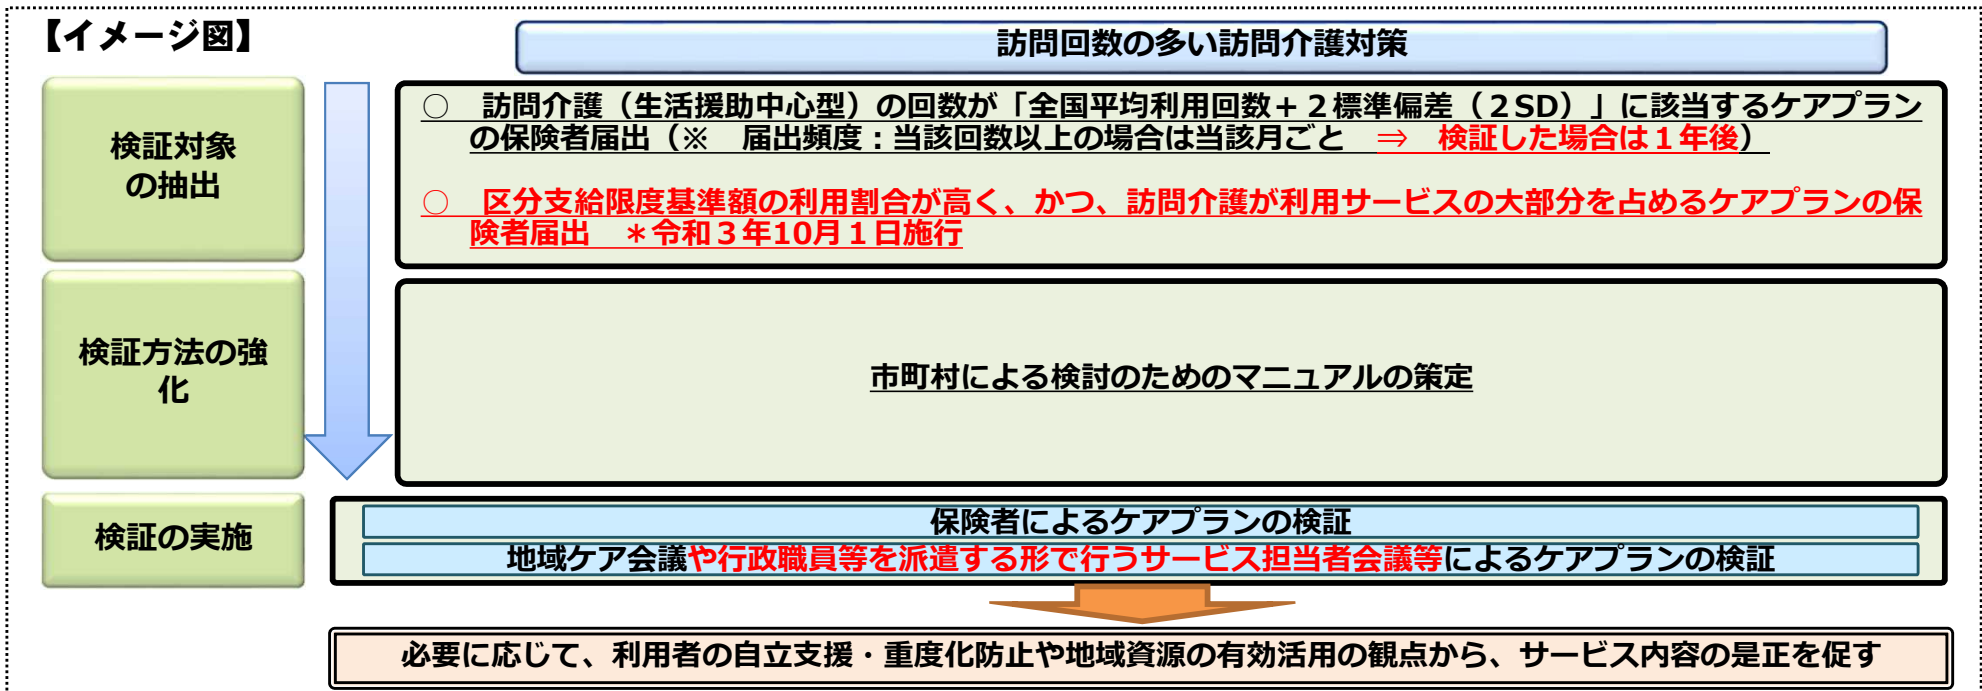 【イメージ図】
訪問回数の多い訪問介護対策
検証対象
の抽出
○　訪問介護（生活援助中心型）の回数が「全国平均利用回数＋２標準偏差（２SD）」に該当するケアプラン
の保険者届出（※　届出頻度：当該回数以上の場合は当該月ごと　⇒　検証した場合は１年後）
○　区分支給限度基準額の利用割合が高く、かつ、訪問介護が利用サービスの大部分を占めるケアプランの保
険者届出　＊令和３年10月１日施行
検証方法の強
化
市町村による検討のためのマニュアルの策定
検証の実施
保険者によるケアプランの検証
地域ケア会議や行政職員等を派遣する形で行うサービス担当者会議等によるケアプランの検証
必要に応じて、利用者の自立支援・重度化防止や地域資源の有効活用の観点から、サービス内容の是正を促す